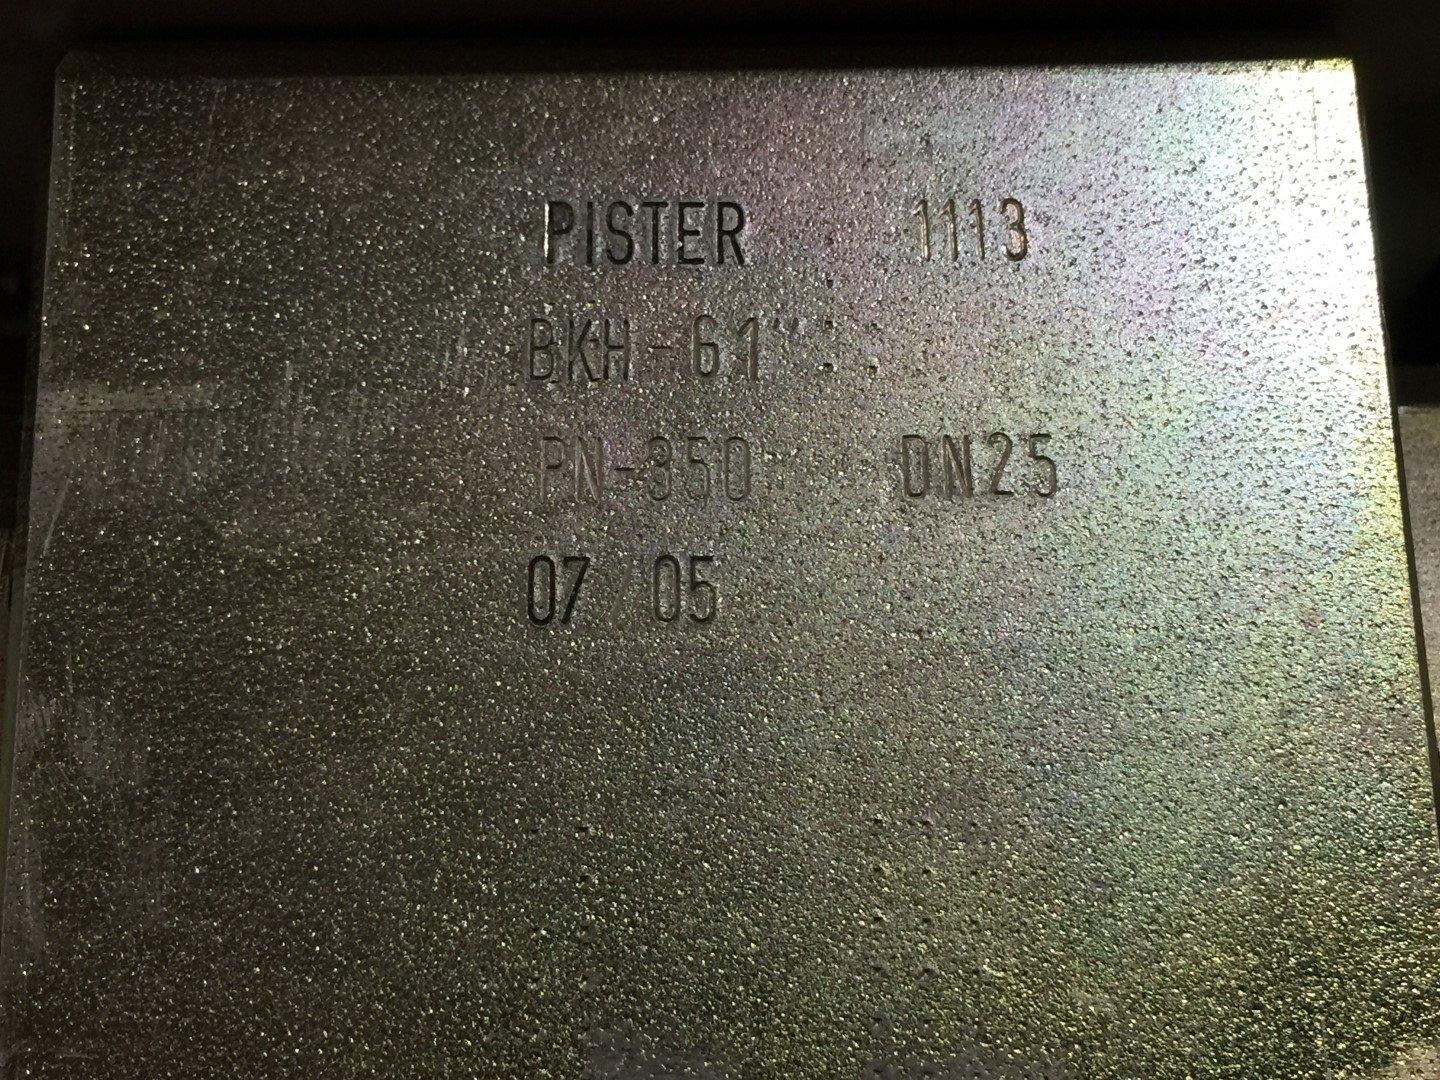 PISTER 1113
BKH-G1"
PN-350 DN25
07/05